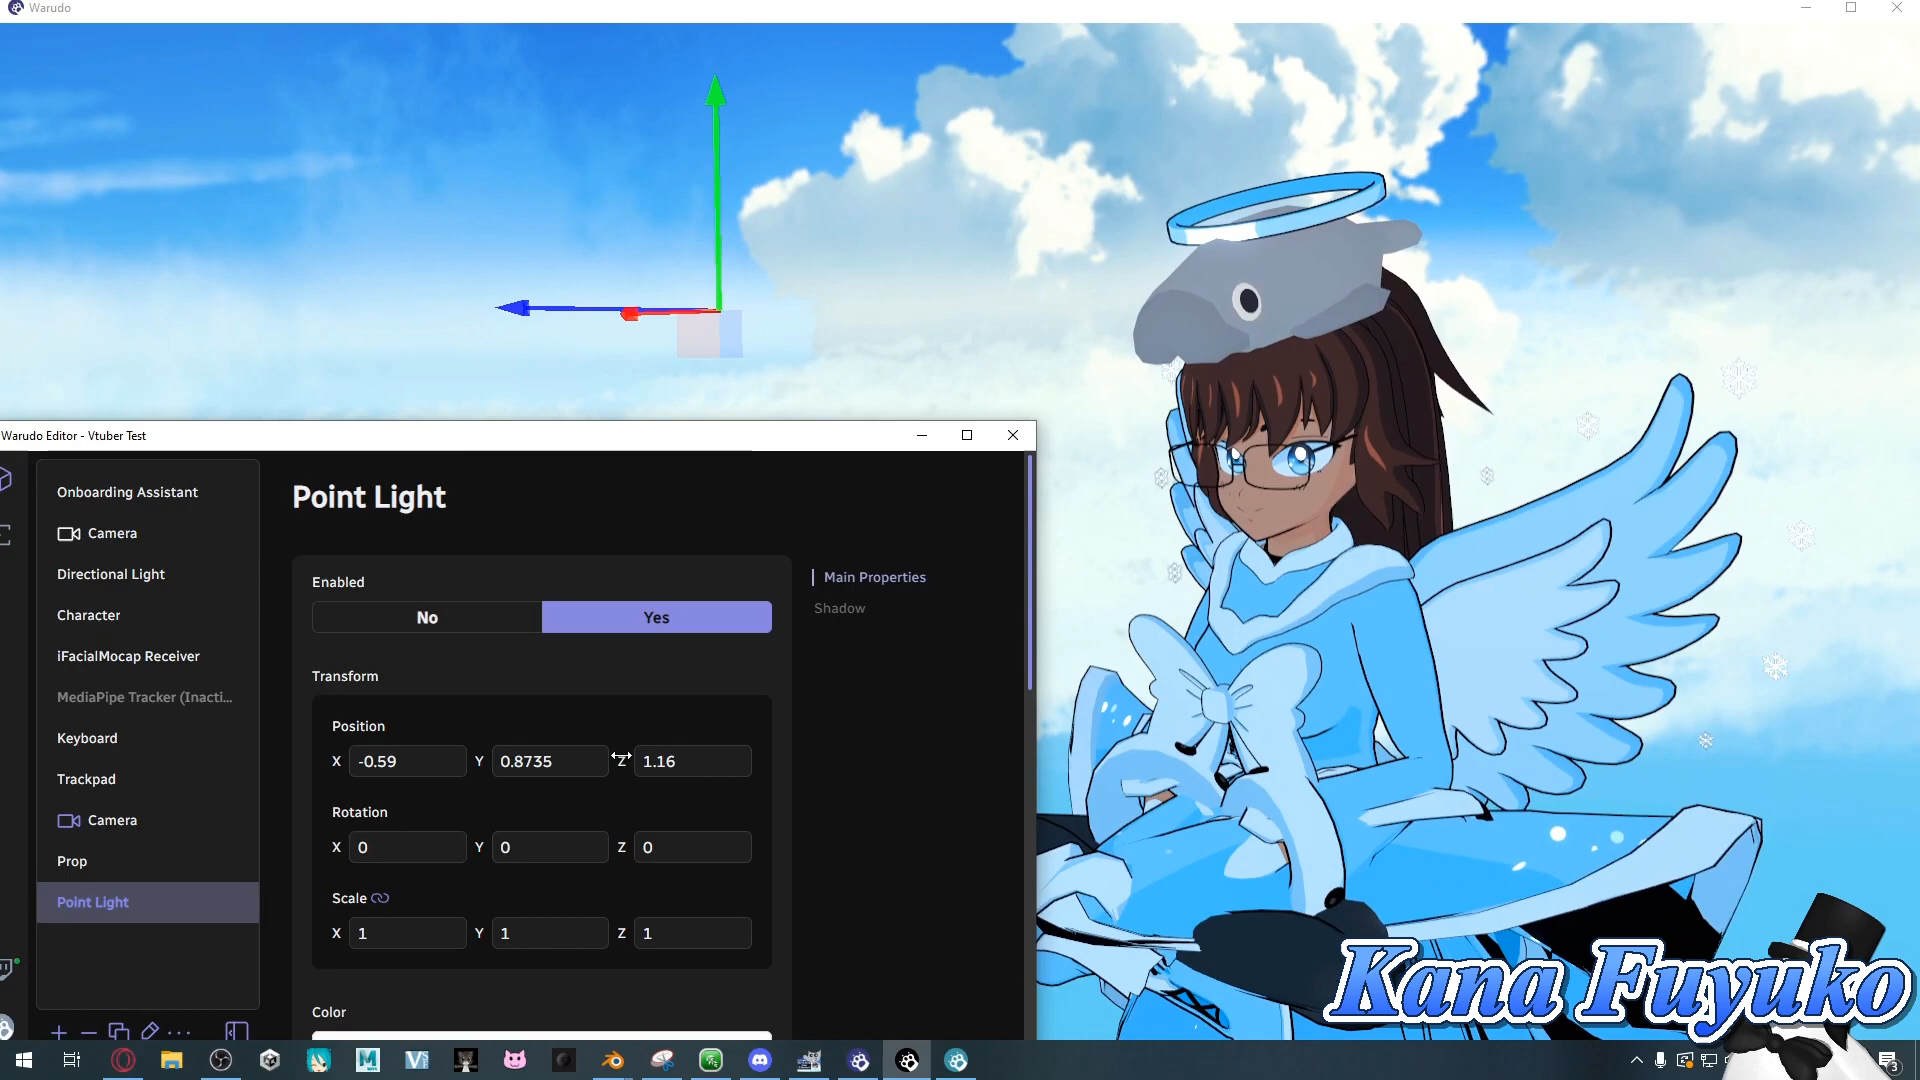 Warudo
Warudo Editor - Vtuber Test
Onboarding Assistant
Camera
Directional Light
Character
iFacialMocap Receiver
MediaPipe Tracker (Inacti...
Keyboard
Trackpad
Camera
Prop
Point Light
Point Light
Enabled
No Yes
Transform
Position
X -0.59 Y 0.8735 Z 1.16
Rotation
X 0 Y 0 Z 0
Scale
X 1 Y 1 Z 1
Color
Main Properties
Shadow
Kana Fuyuko
3